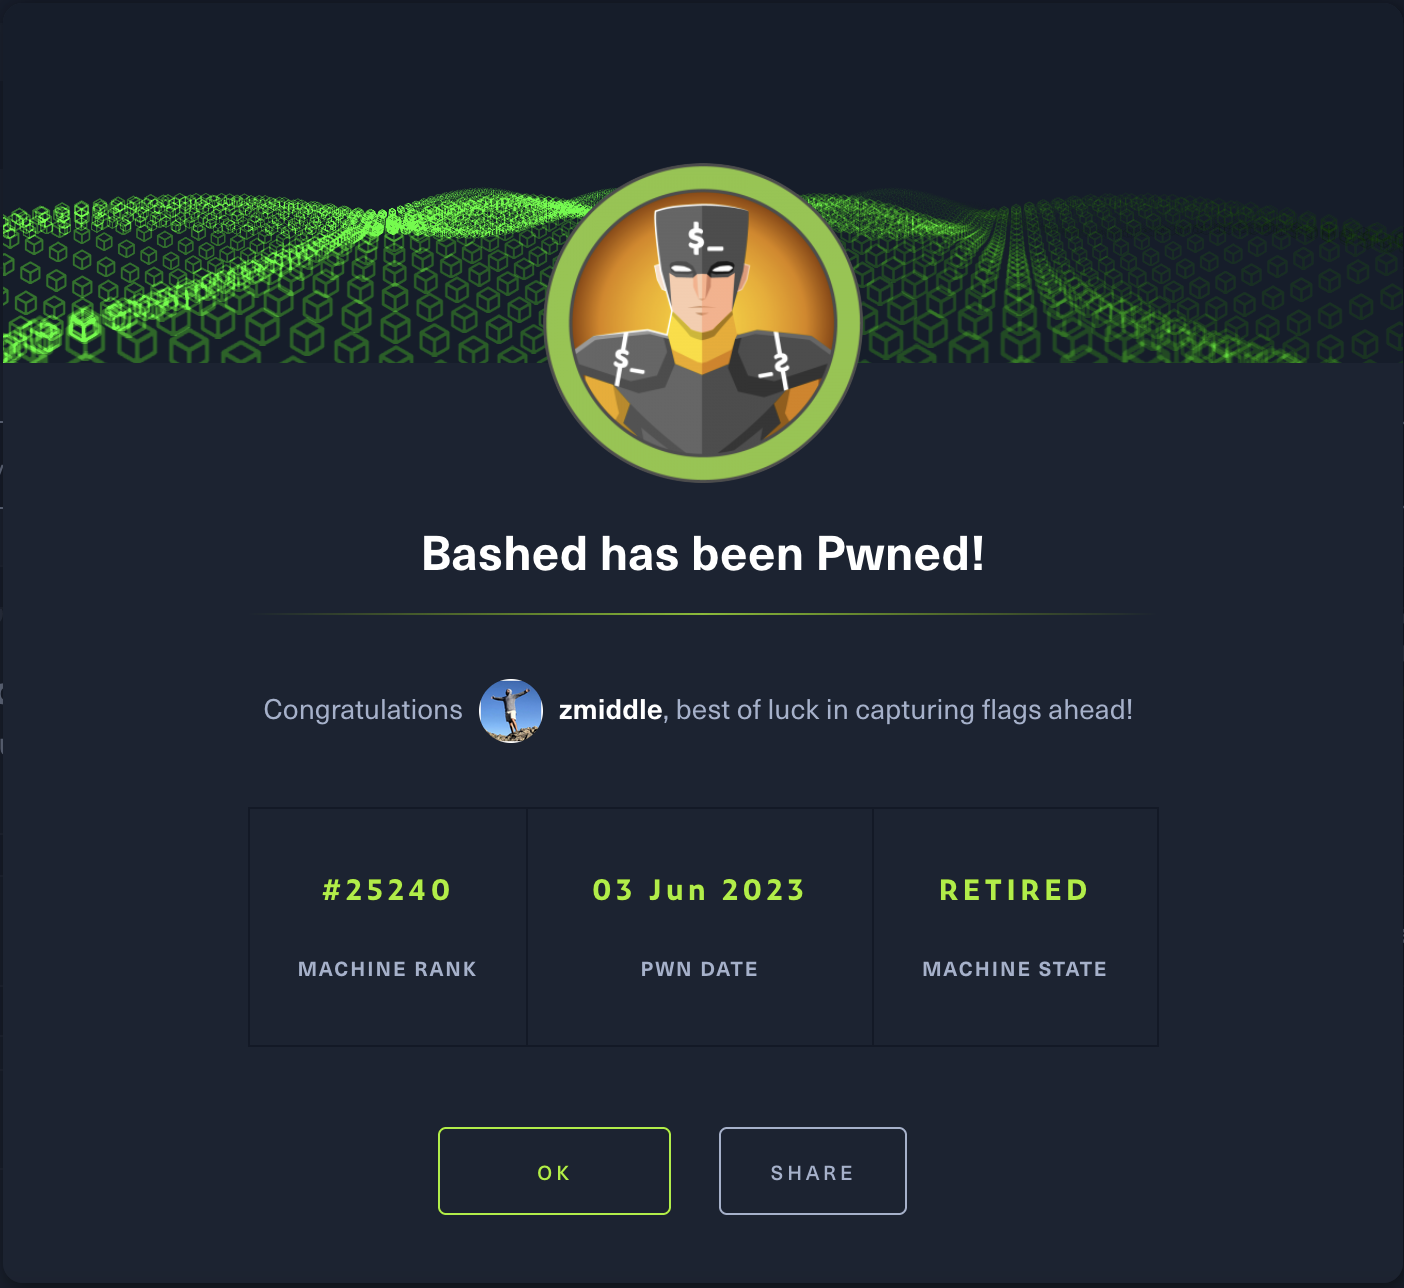 $_
$_
$_
Bashed has been Pwned!
Congratulations zmiddle, best of luck in capturing flags ahead!
#25240 03 Jun 2023 RETIRED
MACHINE RANK PWN DATE MACHINE STATE
OK SHARE